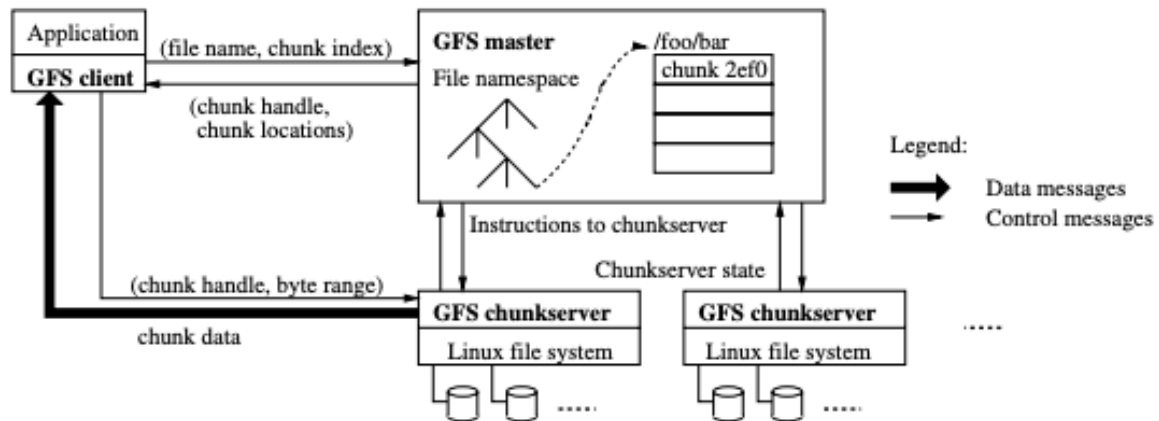 Application
GFS client
(file name, chunk index)
(chunk handle,
chunk locations)
GFS master
File namespace
/foo/bar
chunk 2ef0
Legend:
Data messages
Control messages
Instructions to chunkserver
Chunkserver state
(chunk handle, byte range)
chunk data
GFS chunkserver
Linux file system
GFS chunkserver
Linux file system